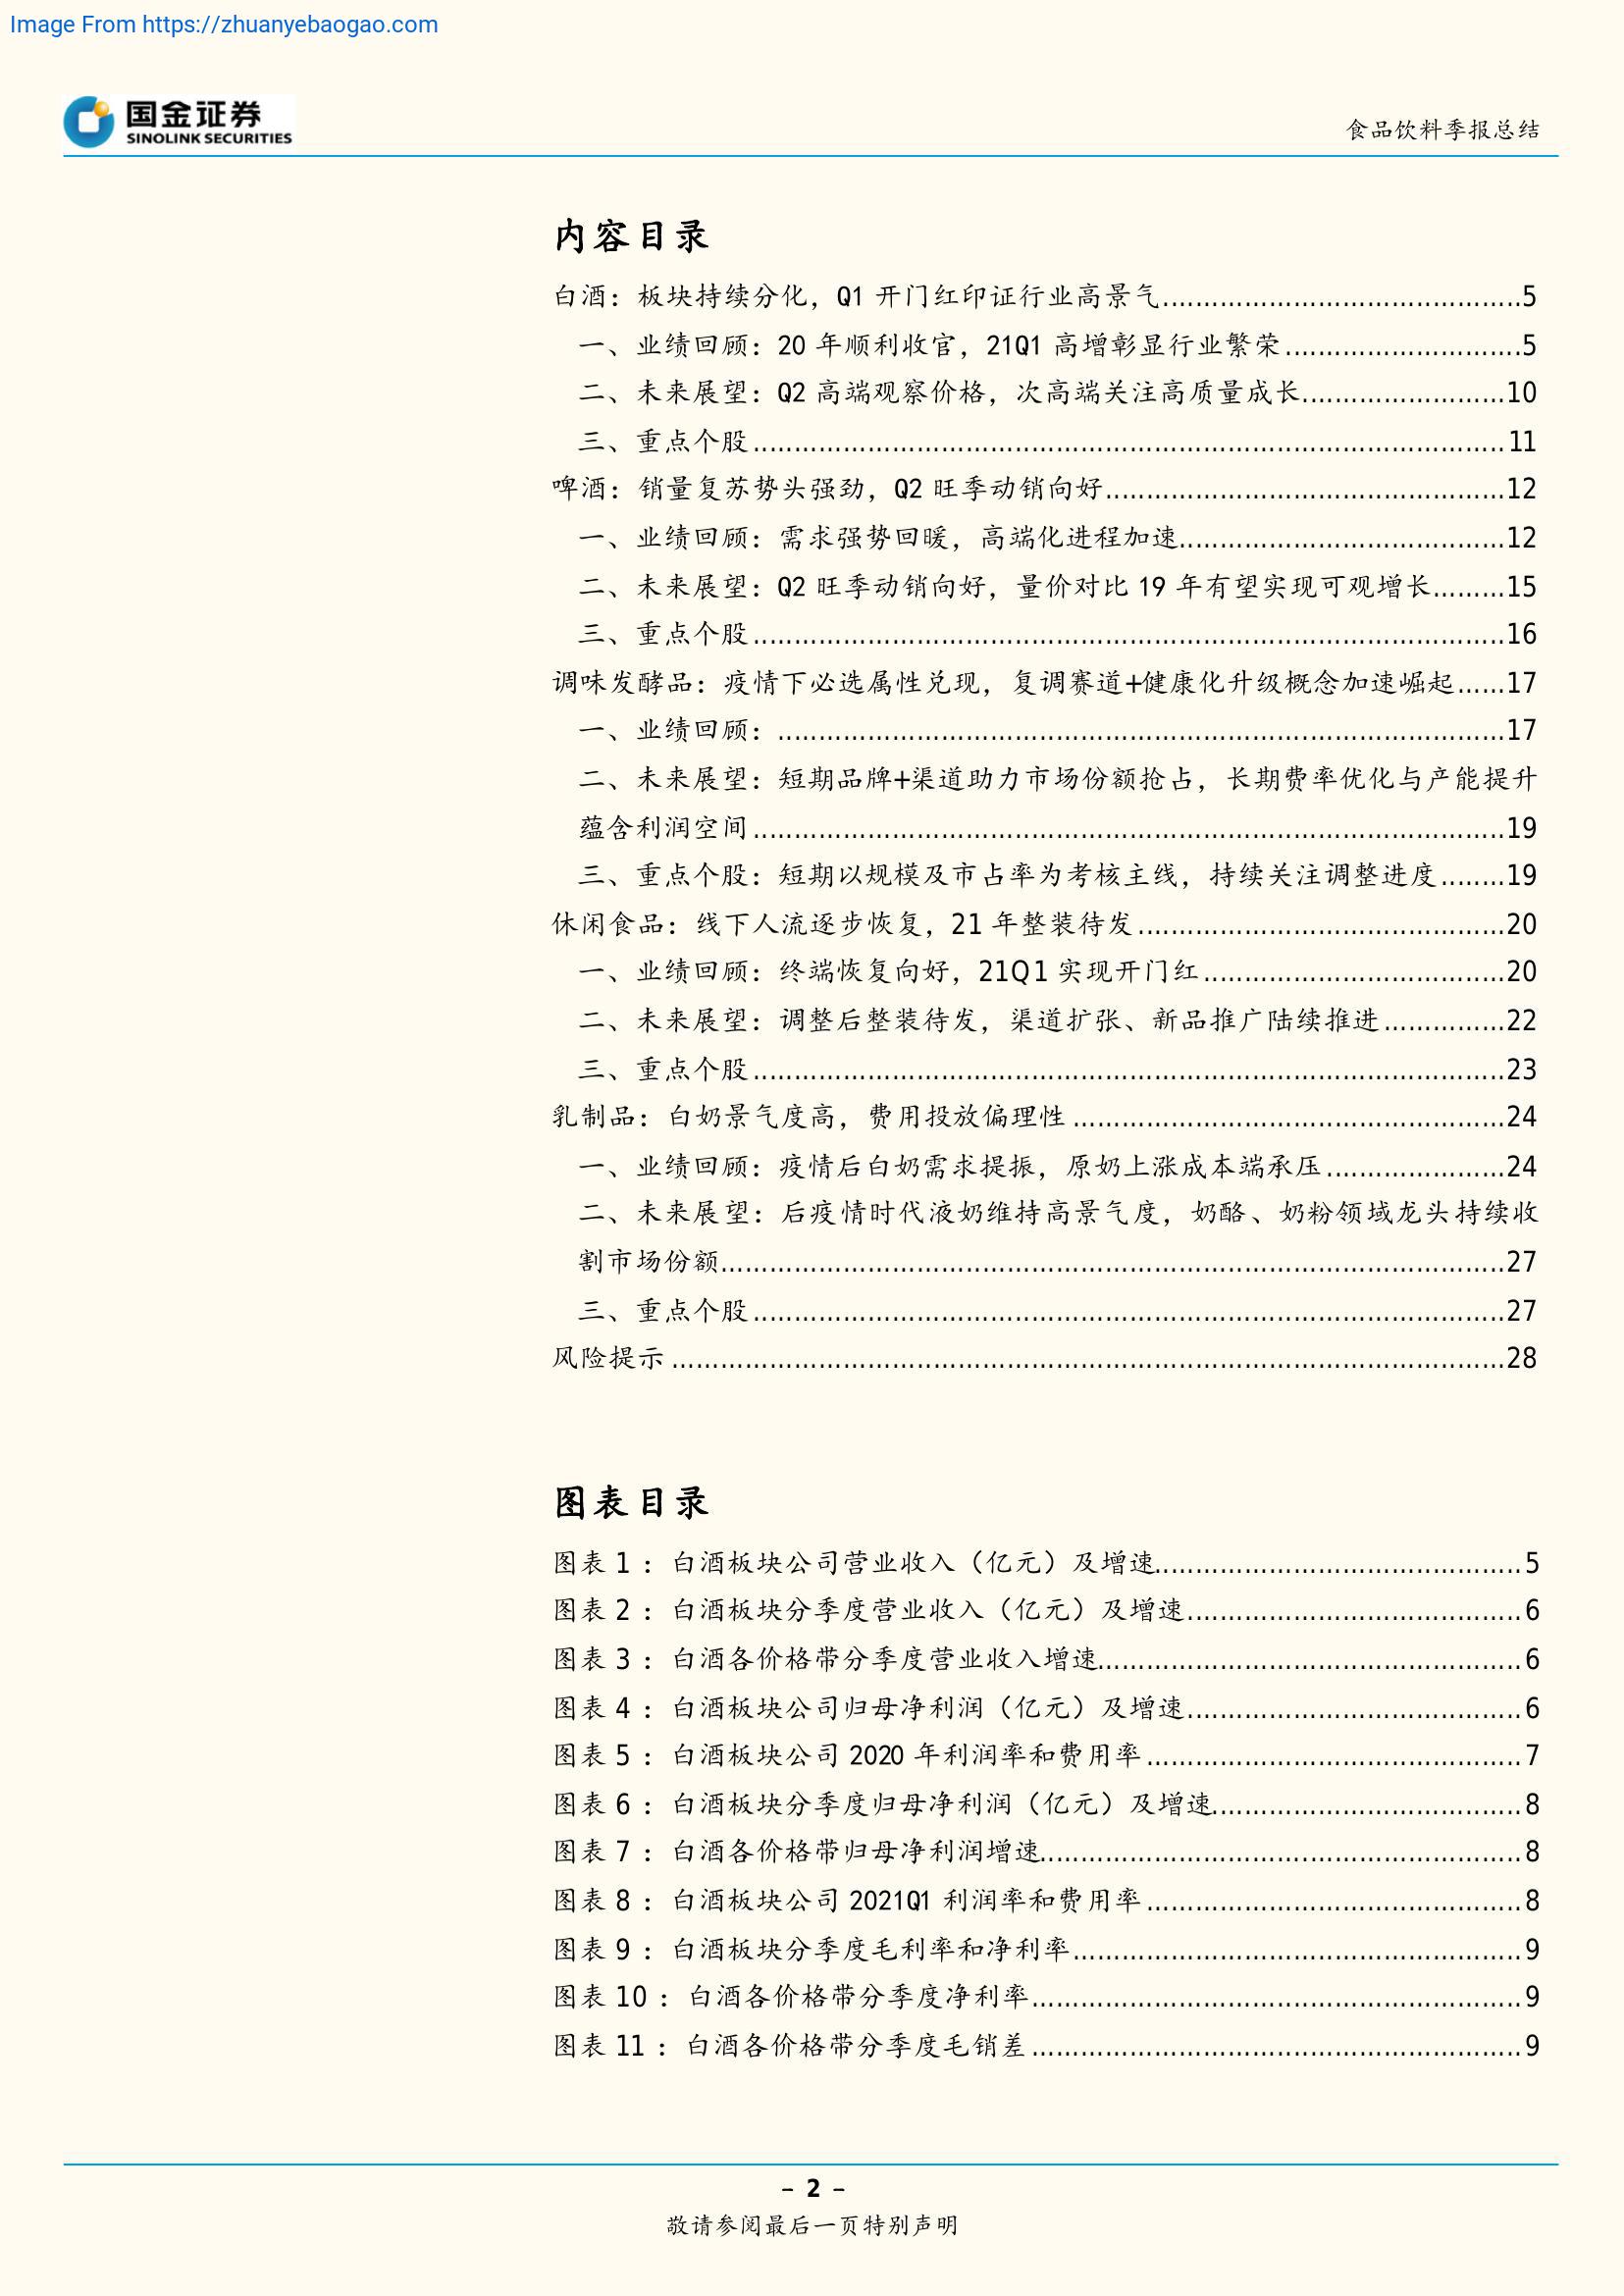 Image From https://zhuanyebaogao.com
国金证券
SINOLINK SECURITIES
食品饮料季报总结
内容目录
白酒：板块持续分化，Q1 开门红印证行业高景气............................................5
一、业绩回顾：20 年顺利收官，21Q1 高增彰显行业繁荣.............................5
二、未来展望：Q2 高端观察价格，次高端关注高质量成长.........................10
三、重点个股............................................................................................11
啤酒：销量复苏势头强劲，Q2 旺季动销向好.................................................12
一、业绩回顾：需求强势回暖，高端化进程加速........................................12
二、未来展望：Q2 旺季动销向好，量价对比 19 年有望实现可观增长.........15
三、重点个股............................................................................................16
调味发酵品：疫情下必选属性兑现，复调赛道+健康化升级概念加速崛起......17
一、业绩回顾：.........................................................................................17
二、未来展望：短期品牌+渠道助力市场份额抢占，长期费率优化与产能提升
蕴含利润空间............................................................................................19
三、重点个股：短期以规模及市占率为考核主线，持续关注调整进度........19
休闲食品：线下人流逐步恢复，21 年整装待发.............................................20
一、业绩回顾：终端恢复向好，21Q1 实现开门红.....................................20
二、未来展望：调整后整装待发，渠道扩张、新品推广陆续推进...............22
三、重点个股............................................................................................23
乳制品：白奶景气度高，费用投放偏理性.....................................................24
一、业绩回顾：疫情后白奶需求提振，原奶上涨成本端承压......................24
二、未来展望：后疫情时代液奶维持高景气度，奶酪、奶粉领域龙头持续收
割市场份额................................................................................................27
三、重点个股............................................................................................27
风险提示......................................................................................................28
图表目录
图表 1：白酒板块公司营业收入（亿元）及增速.............................................5
图表 2：白酒板块分季度营业收入（亿元）及增速.........................................6
图表 3：白酒各价格带分季度营业收入增速....................................................6
图表 4：白酒板块公司归母净利润（亿元）及增速.........................................6
图表 5：白酒板块公司 2020 年利润率和费用率..............................................7
图表 6：白酒板块分季度归母净利润（亿元）及增速......................................8
图表 7：白酒各价格带归母净利润增速...........................................................8
图表 8：白酒板块公司 2021Q1 利润率和费用率..............................................8
图表 9：白酒板块分季度毛利率和净利率.......................................................9
图表 10：白酒各价格带分季度净利率............................................................9
图表 11：白酒各价格带分季度毛销差............................................................9
- 2 -
敬请参阅最后一页特别声明